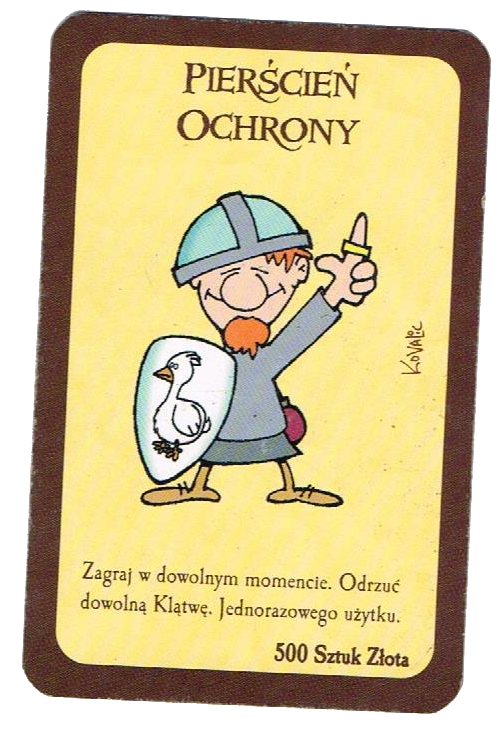 PIERŚCIEŃ
OCHRONY
KOVALIC
Zagraj w dowolnym momencie. Odrzuć
dowolną Klątwę. Jednorazowego użytku.
500 Sztuk Złota